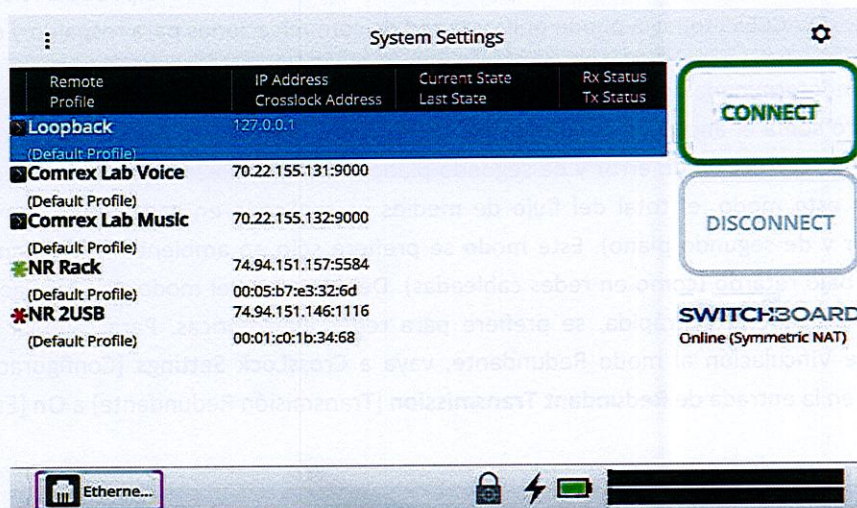 System Settings
Remote Profile
IP Address Crosslock Address
Current State Last State
Rx Status Tx Status
Loopback 127.0.0.1
(Default Profile)
Comrex Lab Voice 70.22.155.131:9000
(Default Profile)
Comrex Lab Music 70.22.155.132:9000
(Default Profile)
NR Rack 74.94.151.157:5584
(Default Profile) 00:05:b7:e3:32:6d
NR 2USB 74.94.151.146:1116
(Default Profile) 00:01:c0:1b:34:68
CONNECT
DISCONNECT
SWITCHBOARD
Online (Symmetric NAT)
Etherne...